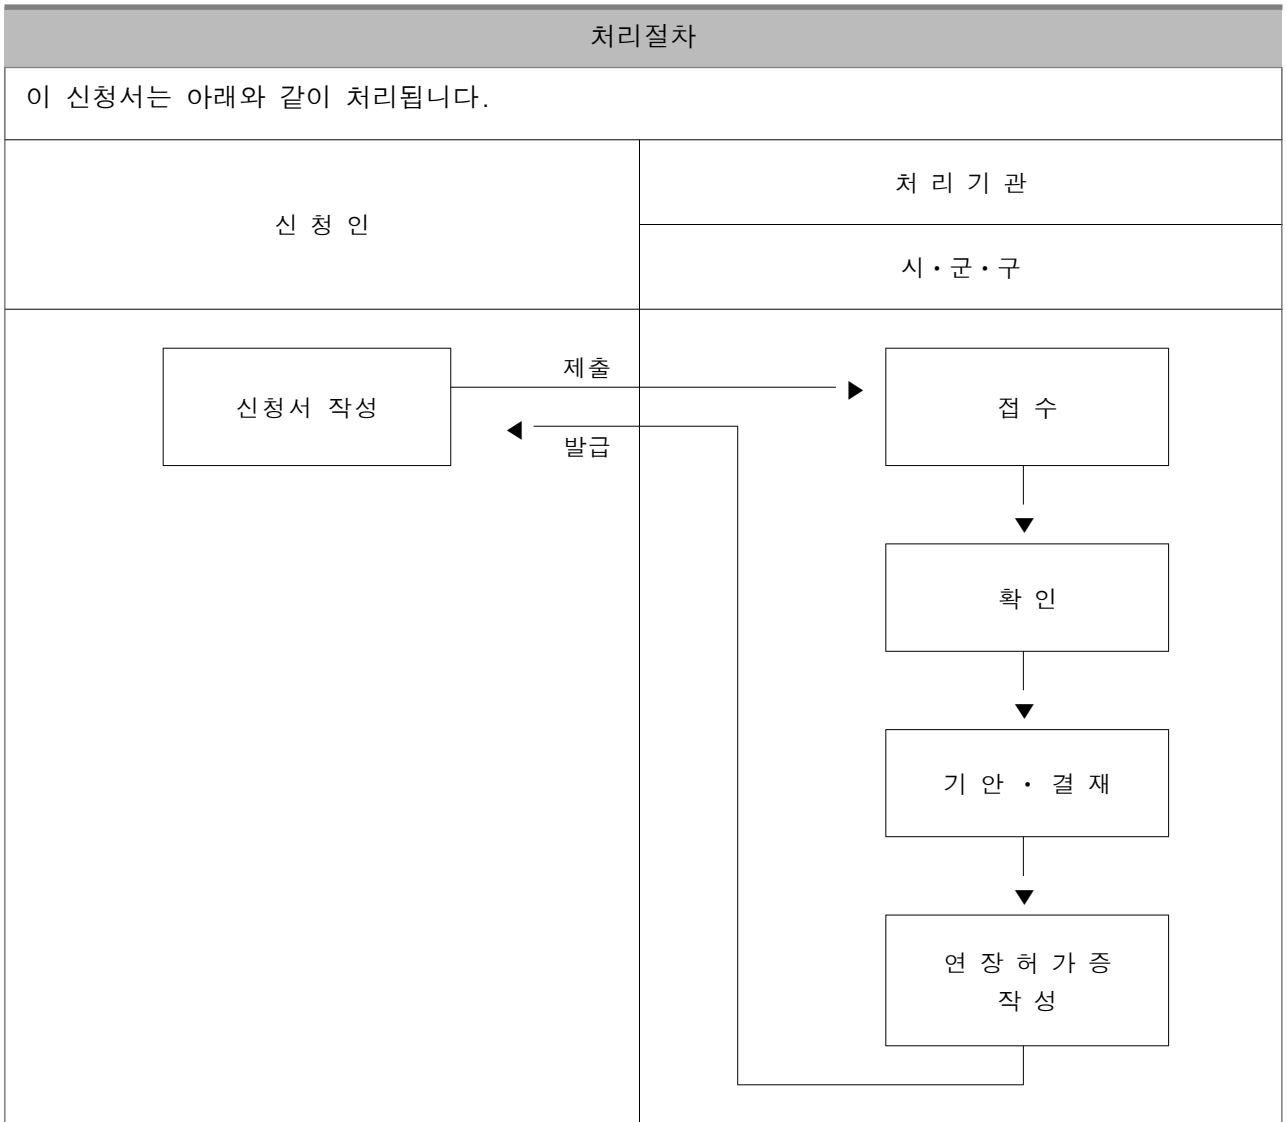 처리절차
이 신청서는 아래와 같이 처리됩니다.
신 청 인
처 리 기 관
시・군・구
신청서 작성
제출
발급
접 수
확 인
기 안 ・ 결 재
연 장 허 가 증
작 성